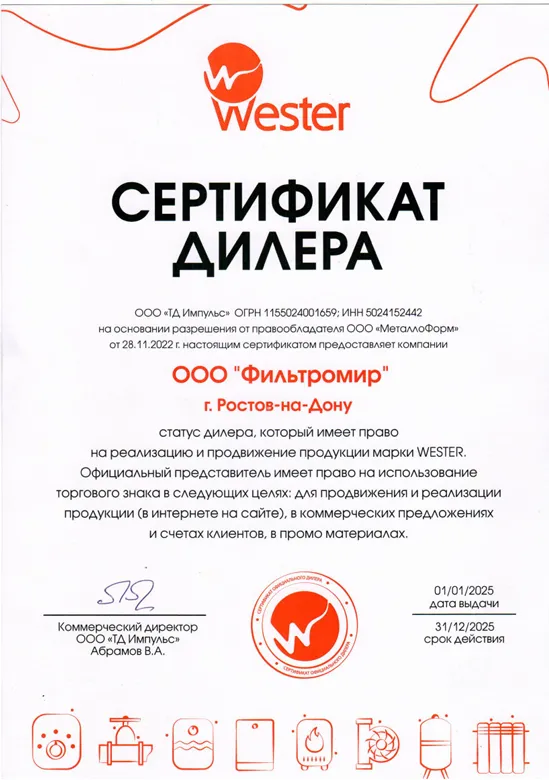 Wester
СЕРТИФИКАТ
ДИЛЕРА
ООО «ТД Импульс» ОГРН 1155024001659; ИНН 5024152442
на основании разрешения от правообладателя ООО «МеталлоФорм»
от 28.11.2022 г. настоящим сертификатом предоставляет компании
ООО "Фильтромир"
г. Ростов-на-Дону
статус дилера, который имеет право
на реализацию и продвижение продукции марки WESTER.
Официальный представитель имеет право на использование
торгового знака в следующих целях: для продвижения и реализации
продукции (в интернете на сайте), в коммерческих предложениях
и счетах клиентов, в промо материалах.
Коммерческий директор
ООО «ТД Импульс»
Абрамов В.А.
СЕРТИФИКАТ ОФИЦИАЛЬНОГО ДИЛЕРА
СЕРТИФИКАТ ОФИЦИАЛЬНОГО ДИЛЕРА
01/01/2025
дата выдачи
31/12/2025
срок действия